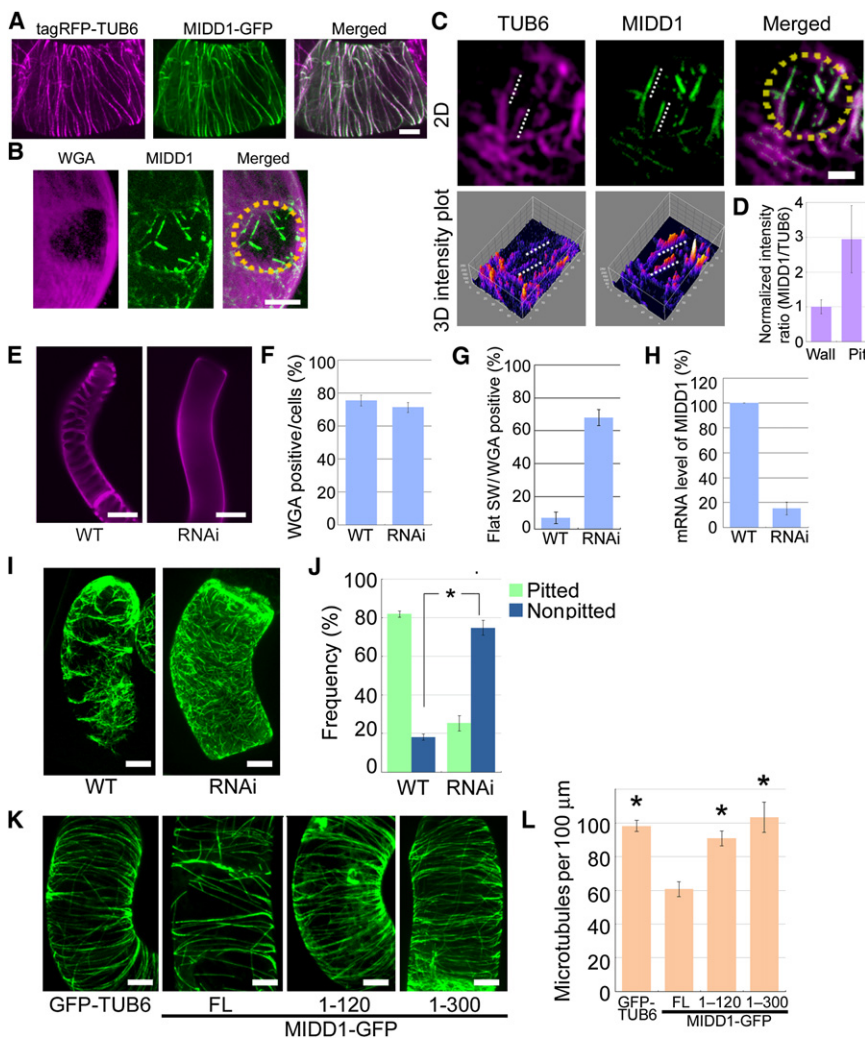 A
tagRFP-TUB6 MIDD1-GFP Merged
B
WGA MIDD1 Merged
C
TUB6 MIDD1 Merged
2D
3D intensity plot
D
Normalized intensity
ratio (MIDD1/TUB6)
4
3
2
1
0
Wall Pit
E
WT RNAi
F
WGA positive/cells (%)
100
80
60
40
20
0
WT RNAi
G
Flat SW/WGA positive (%)
100
80
60
40
20
0
WT RNAi
H
(%)
mRNA level of MIDD1
120
100
80
60
40
20
0
WT RNAi
I
WT RNAi
J
Frequency (%)
100
80
60
40
20
0
*
WT RNAi
Pitted
Nonpitted
K
GFP-TUB6 FL 1-120 1-300
MIDD1-GFP
L
Microtubules per 100 µm
120
100
80
60
40
20
0
* * *
GFP-
TUB6
FL 1–120 1–300
MIDD1-GFP